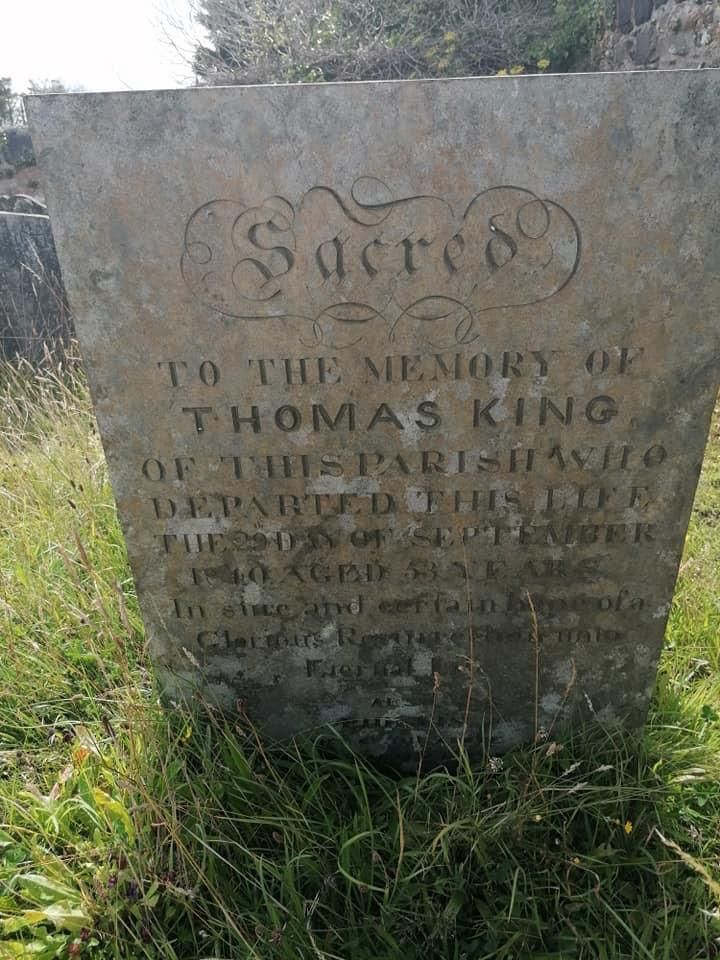 Sacred
TO THE MEMORY OF
THOMAS KING,
OF THIS PARISH WHO
DEPARTED THIS LIFE
THE 29 DAY OF SEPTEMBER
1840 AGED 53 YEARS
In sure and certain hope of a
Glorious Resurrection unto
Eternal